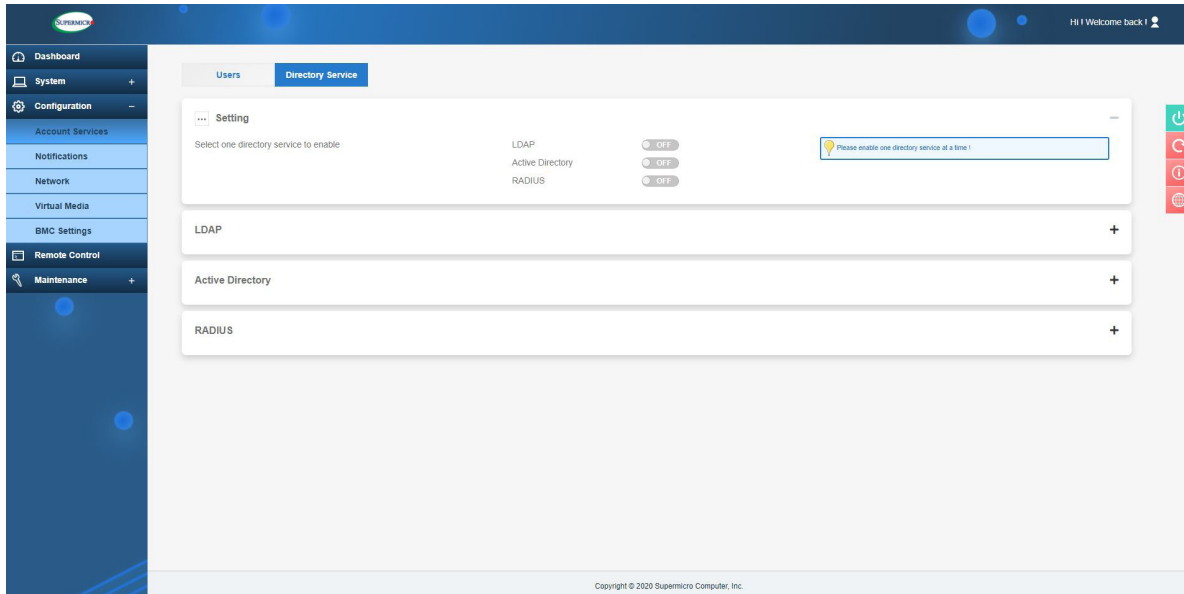 SUPERMICR
Hi ! Welcome back !
Dashboard
System +
Configuration −
Account Services
Notifications
Network
Virtual Media
BMC Settings
Remote Control
Maintenance +
Users Directory Service
... Setting −
Select one directory service to enable
LDAP OFF
Active Directory OFF
RADIUS OFF
Please enable one directory service at a time !
LDAP +
Active Directory +
RADIUS +
Copyright © 2020 Supermicro Computer, Inc.